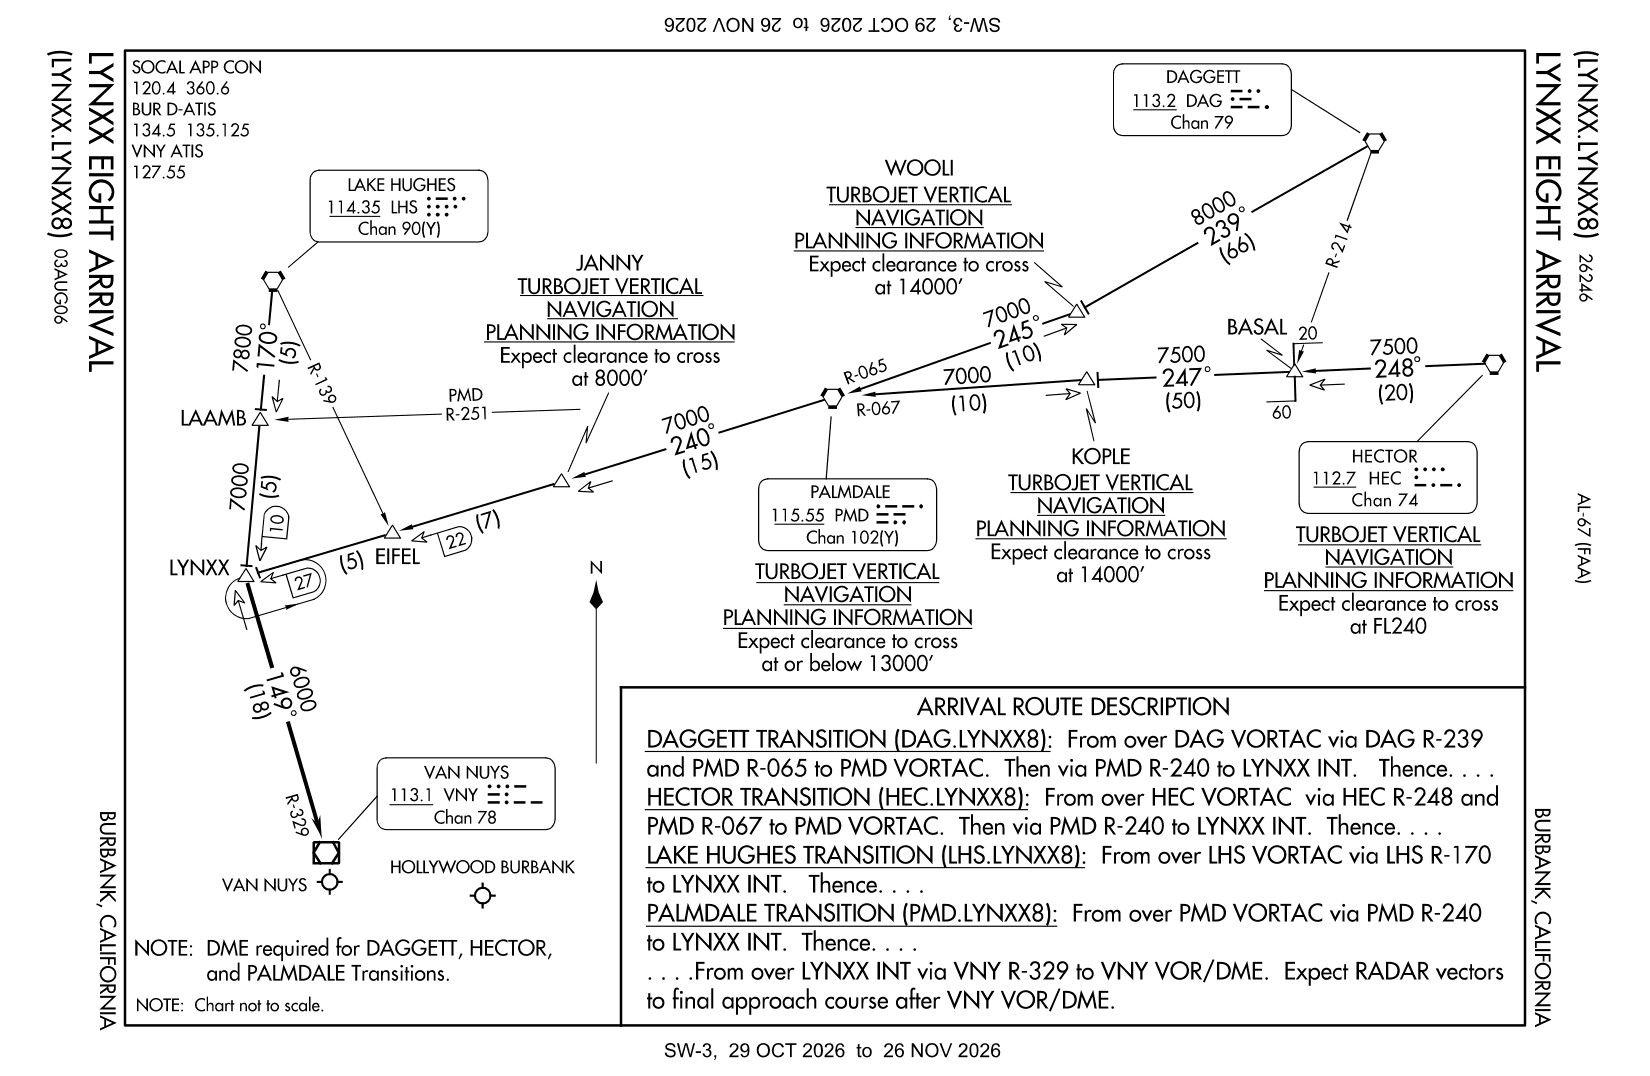 SW-3, 29 OCT 2026 to 26 NOV 2026
(LYNXX.LYNXX8) 03AUG06
LYNXX EIGHT ARRIVAL
BURBANK, CALIFORNIA
SOCAL APP CON
120.4 360.6
BUR D-ATIS
134.5 135.125
VNY ATIS
127.55
LAKE HUGHES
114.35 LHS
Chan 90(Y)
7800
170°
(5)
R-139
LAAMB
PMD
R-251
7000
(5)
10
LYNXX
27
(5)
EIFEL
22
(7)
6000
149°
(18)
R-329
JANNY
TURBOJET VERTICAL
NAVIGATION
PLANNING INFORMATION
Expect clearance to cross
at 8000′
7000
240°
(15)
WOOLI
TURBOJET VERTICAL
NAVIGATION
PLANNING INFORMATION
Expect clearance to cross
at 14000′
7000
245°
(10)
R-065
DAGGETT
113.2 DAG
Chan 79
8000
239°
(66)
R-214
BASAL
20
60
7500
248°
(20)
7500
247°
(50)
7000
(10)
R-067
PALMDALE
115.55 PMD
Chan 102(Y)
TURBOJET VERTICAL
NAVIGATION
PLANNING INFORMATION
Expect clearance to cross
at or below 13000′
KOPLE
TURBOJET VERTICAL
NAVIGATION
PLANNING INFORMATION
Expect clearance to cross
at 14000′
HECTOR
112.7 HEC
Chan 74
TURBOJET VERTICAL
NAVIGATION
PLANNING INFORMATION
Expect clearance to cross
at FL240
N
VAN NUYS
113.1 VNY
Chan 78
VAN NUYS
HOLLYWOOD BURBANK
NOTE: DME required for DAGGETT, HECTOR,
and PALMDALE Transitions.
NOTE: Chart not to scale.
ARRIVAL ROUTE DESCRIPTION
DAGGETT TRANSITION (DAG.LYNXX8): From over DAG VORTAC via DAG R-239
and PMD R-065 to PMD VORTAC. Then via PMD R-240 to LYNXX INT. Thence. . . .
HECTOR TRANSITION (HEC.LYNXX8): From over HEC VORTAC via HEC R-248 and
PMD R-067 to PMD VORTAC. Then via PMD R-240 to LYNXX INT. Thence. . . .
LAKE HUGHES TRANSITION (LHS.LYNXX8): From over LHS VORTAC via LHS R-170
to LYNXX INT. Thence. . . .
PALMDALE TRANSITION (PMD.LYNXX8): From over PMD VORTAC via PMD R-240
to LYNXX INT. Thence. . . .
. . . .From over LYNXX INT via VNY R-329 to VNY VOR/DME. Expect RADAR vectors
to final approach course after VNY VOR/DME.
(LYNXX.LYNXX8) 26246
LYNXX EIGHT ARRIVAL
AL-67 (FAA)
BURBANK, CALIFORNIA
SW-3, 29 OCT 2026 to 26 NOV 2026